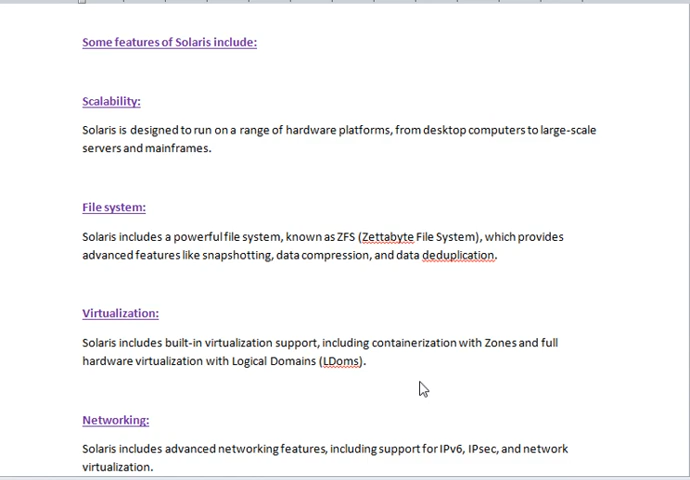 Some features of Solaris include:
Scalability:
Solaris is designed to run on a range of hardware platforms, from desktop computers to large-scale
servers and mainframes.
File system:
Solaris includes a powerful file system, known as ZFS (Zettabyte File System), which provides
advanced features like snapshotting, data compression, and data deduplication.
Virtualization:
Solaris includes built-in virtualization support, including containerization with Zones and full
hardware virtualization with Logical Domains (LDoms).
Networking:
Solaris includes advanced networking features, including support for IPv6, IPsec, and network
virtualization.